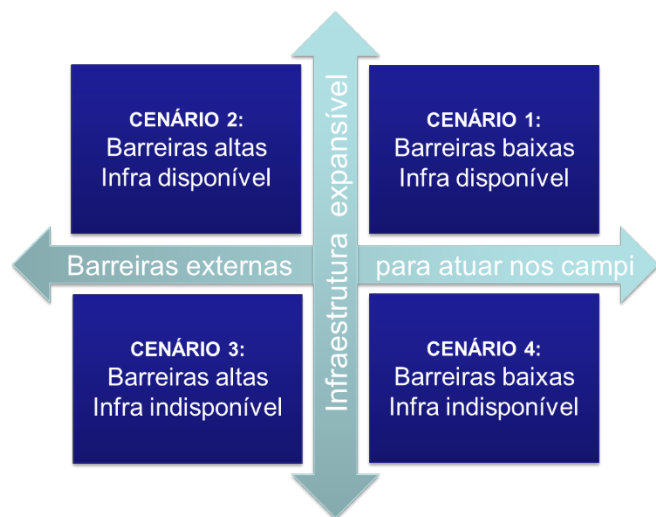 CENÁRIO 2:
Barreiras altas
Infra disponível
CENÁRIO 1:
Barreiras baixas
Infra disponível
Infraestrutura expansível
Barreiras externas
para atuar nos campi
CENÁRIO 3:
Barreiras altas
Infra indisponível
CENÁRIO 4:
Barreiras baixas
Infra indisponível